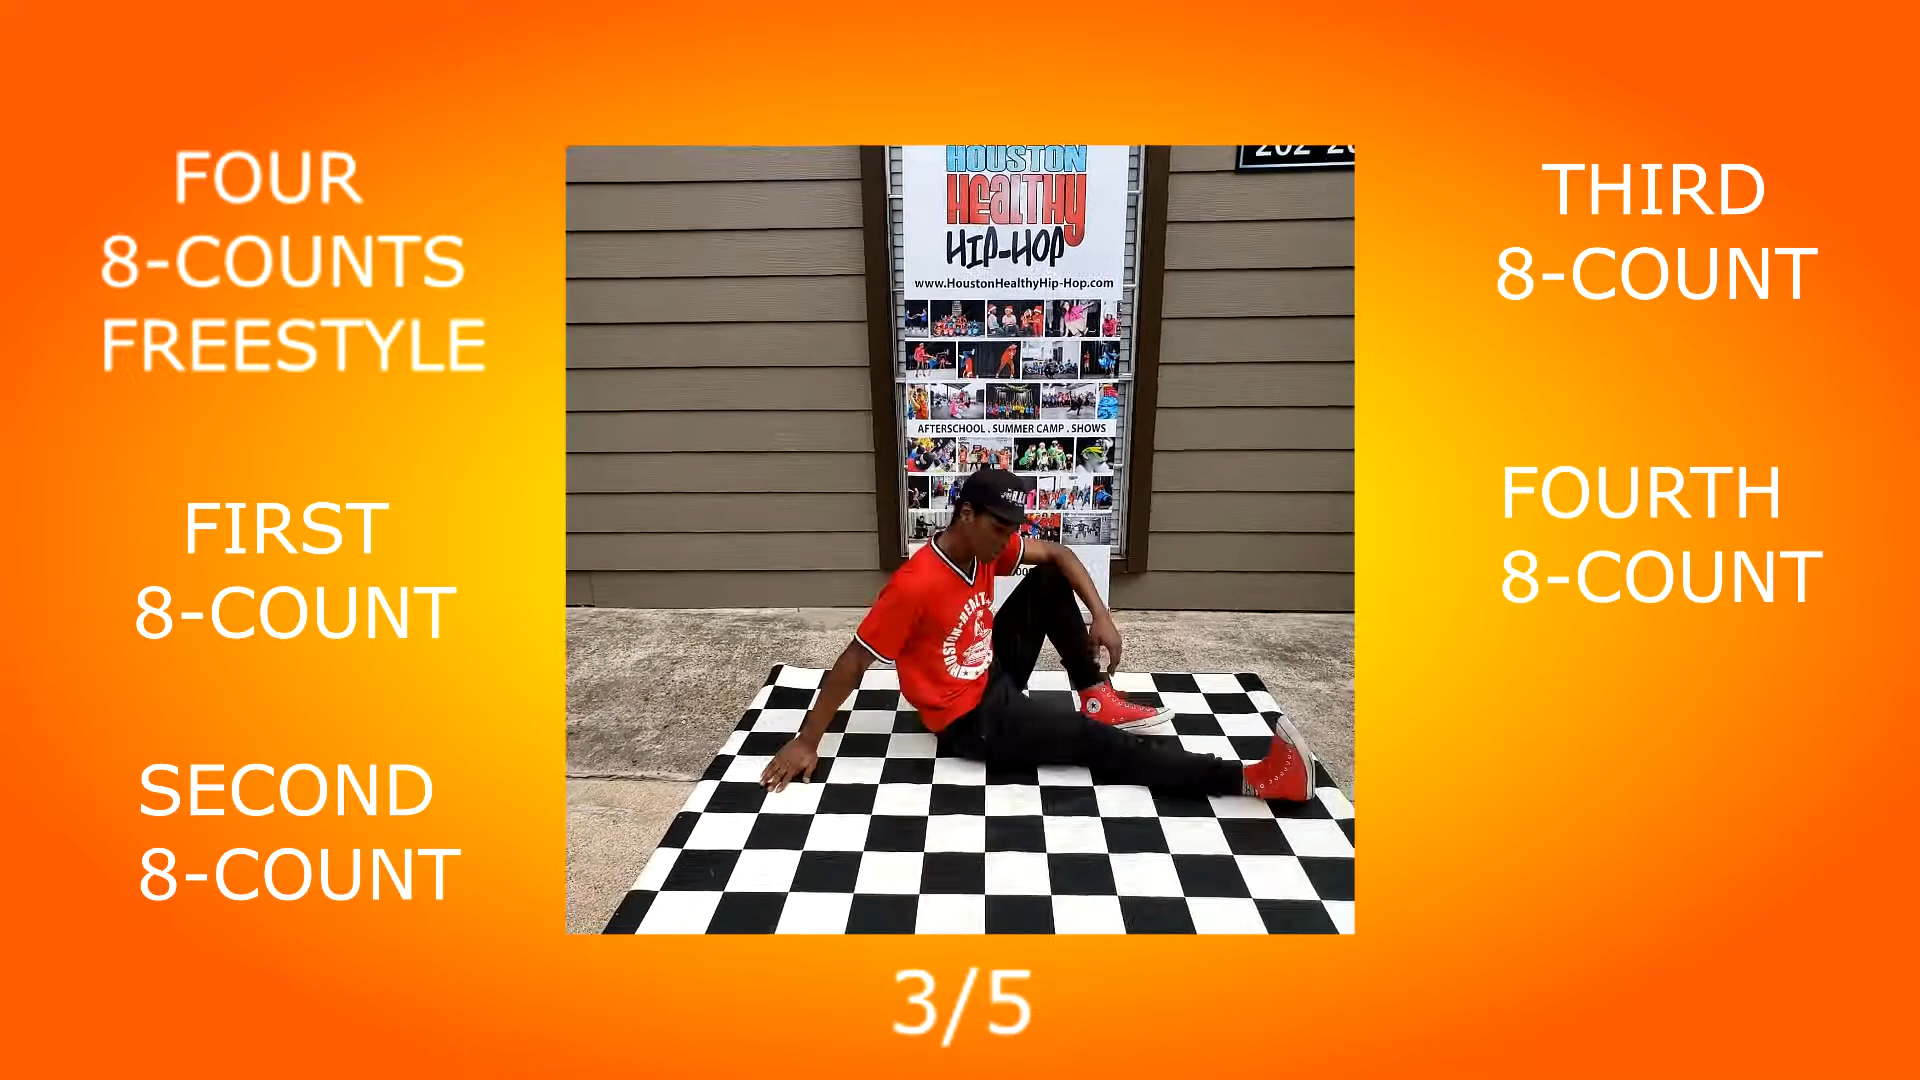 FOUR
8-COUNTS
FREESTYLE
FIRST
8-COUNT
SECOND
8-COUNT
HOUSTON
HEALTHY
HIP-HOP
www.HoustonHealthyHip-Hop.com
AFTERSCHOOL . SUMMER CAMP . SHOWS
THIRD
8-COUNT
FOURTH
8-COUNT
3/5